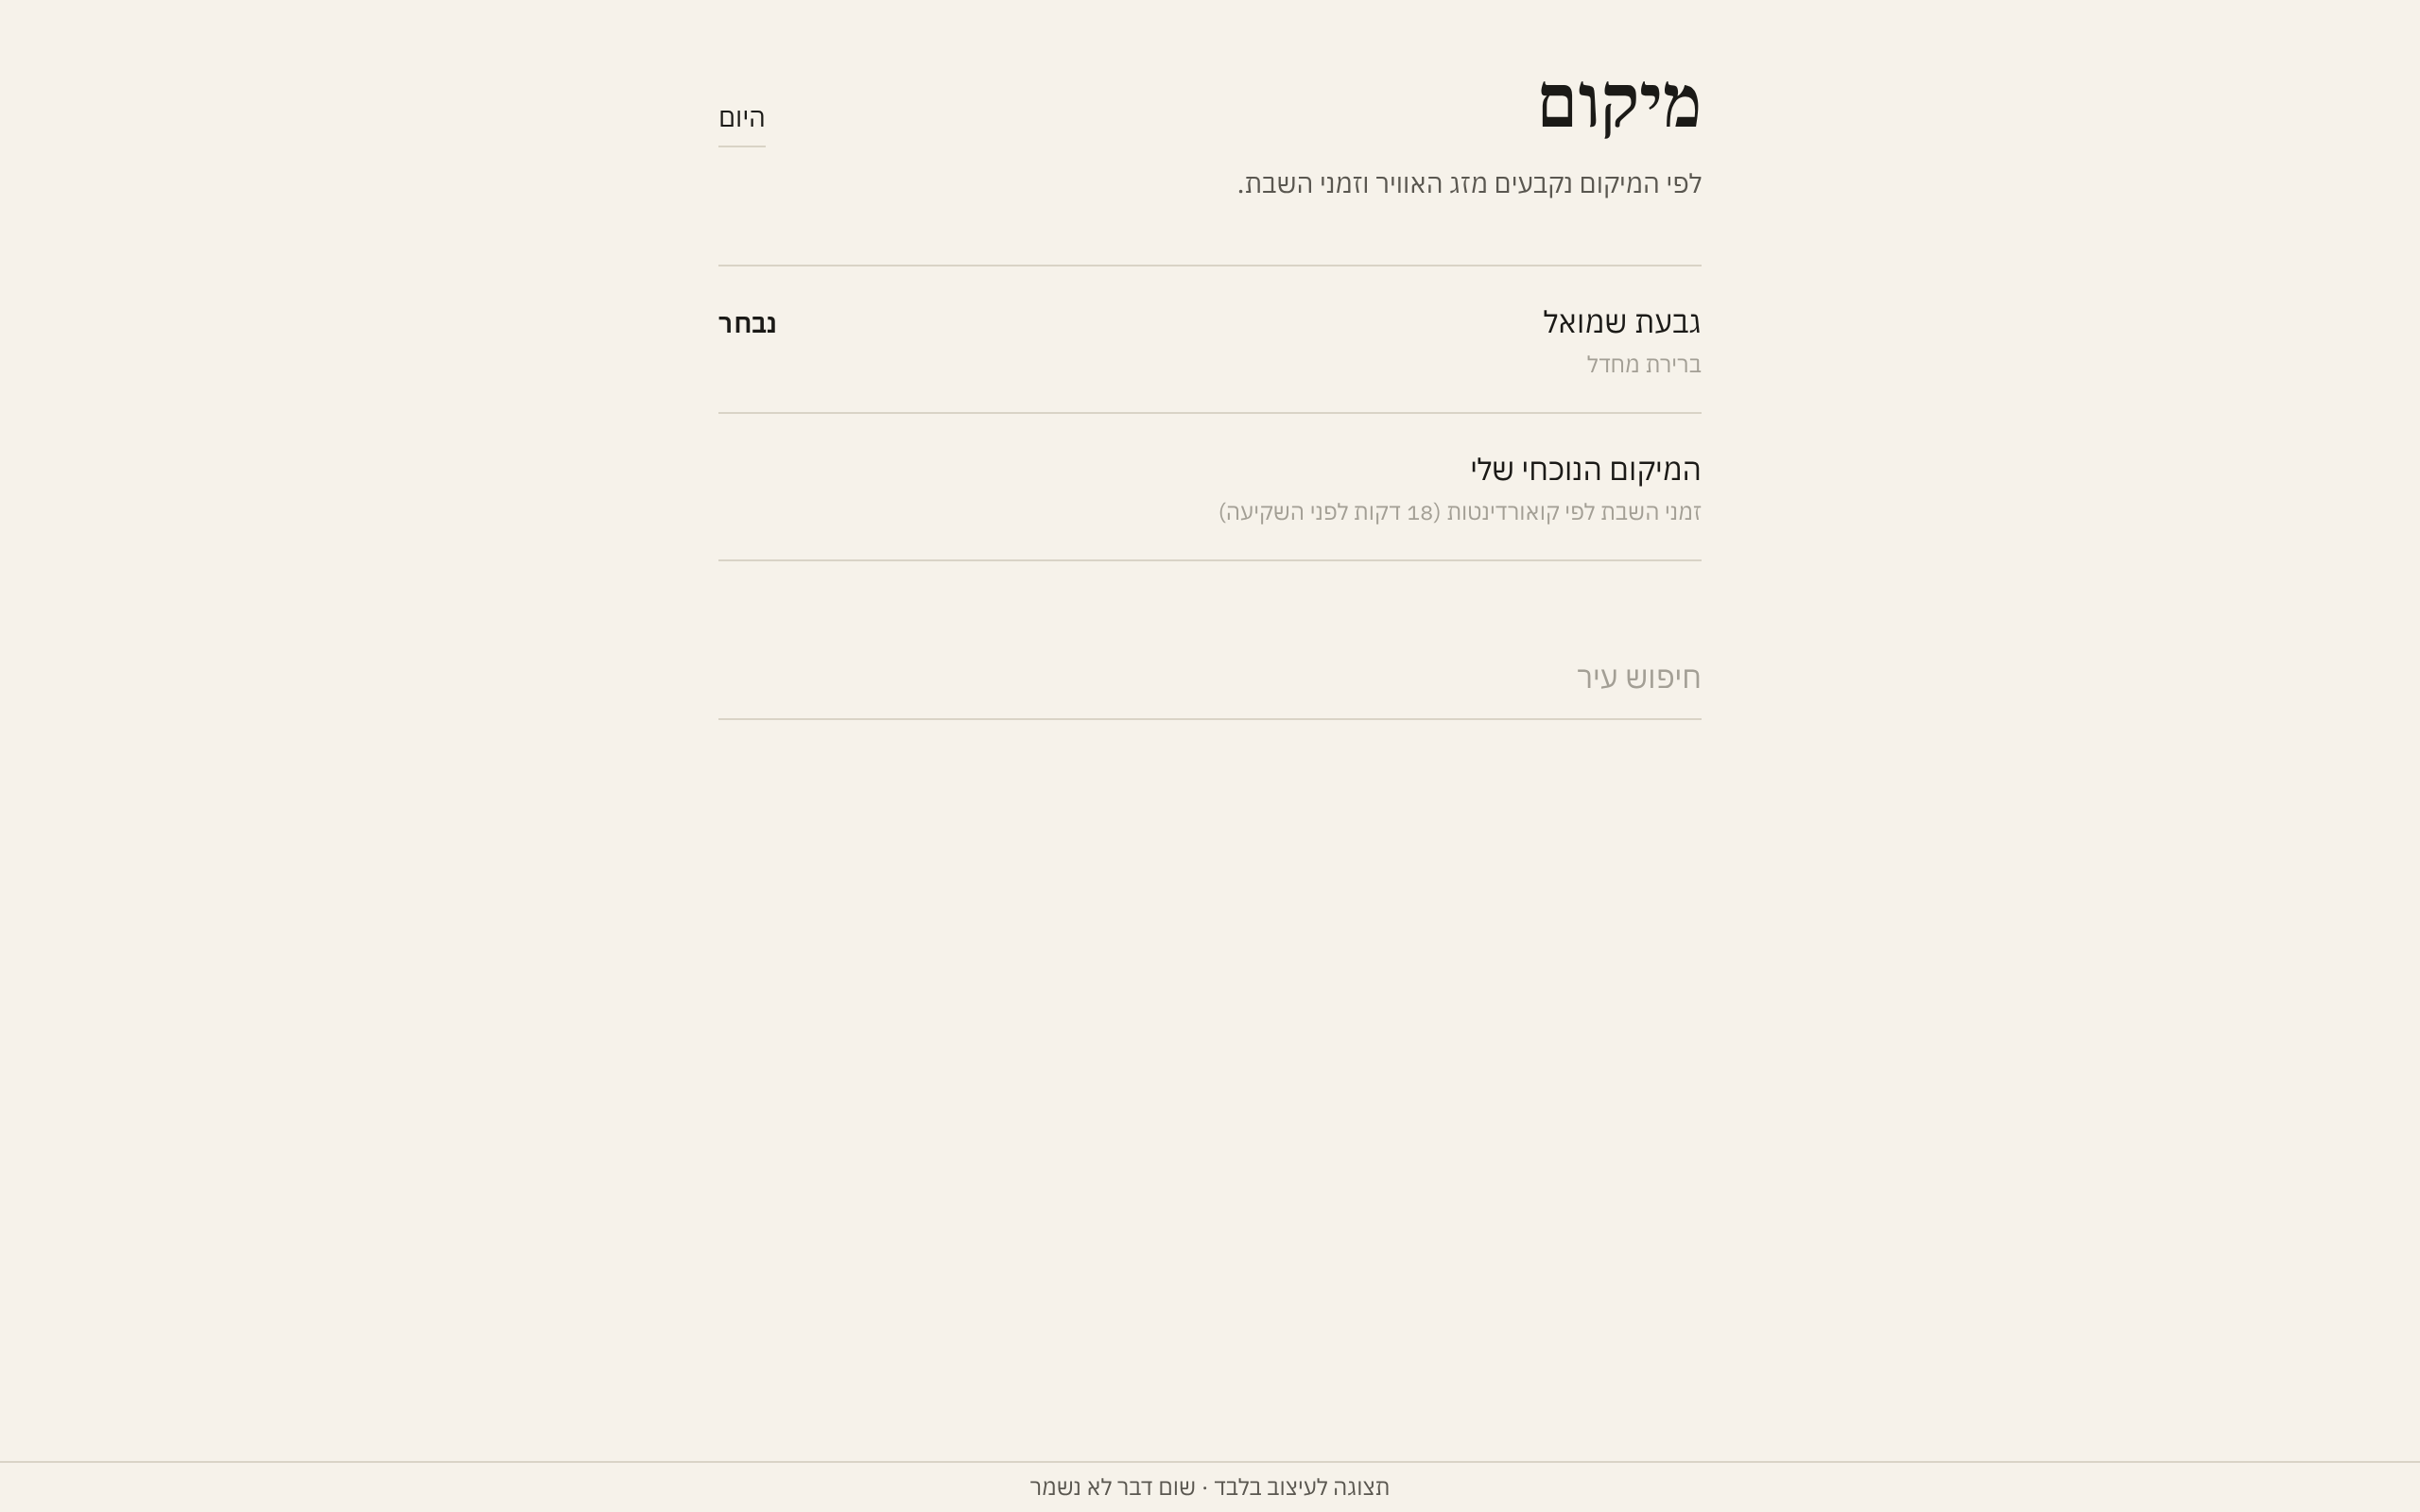 מיקום
היום
לפי המיקום נקבעים מזג האוויר וזמני השבת.
גבעת שמואל
נבחר
ברירת מחדל
המיקום הנוכחי שלי
זמני השבת לפי קואורדינטות (18 דקות לפני השקיעה)
חיפוש עיר
תצוגה לעיצוב בלבד · שום דבר לא נשמר